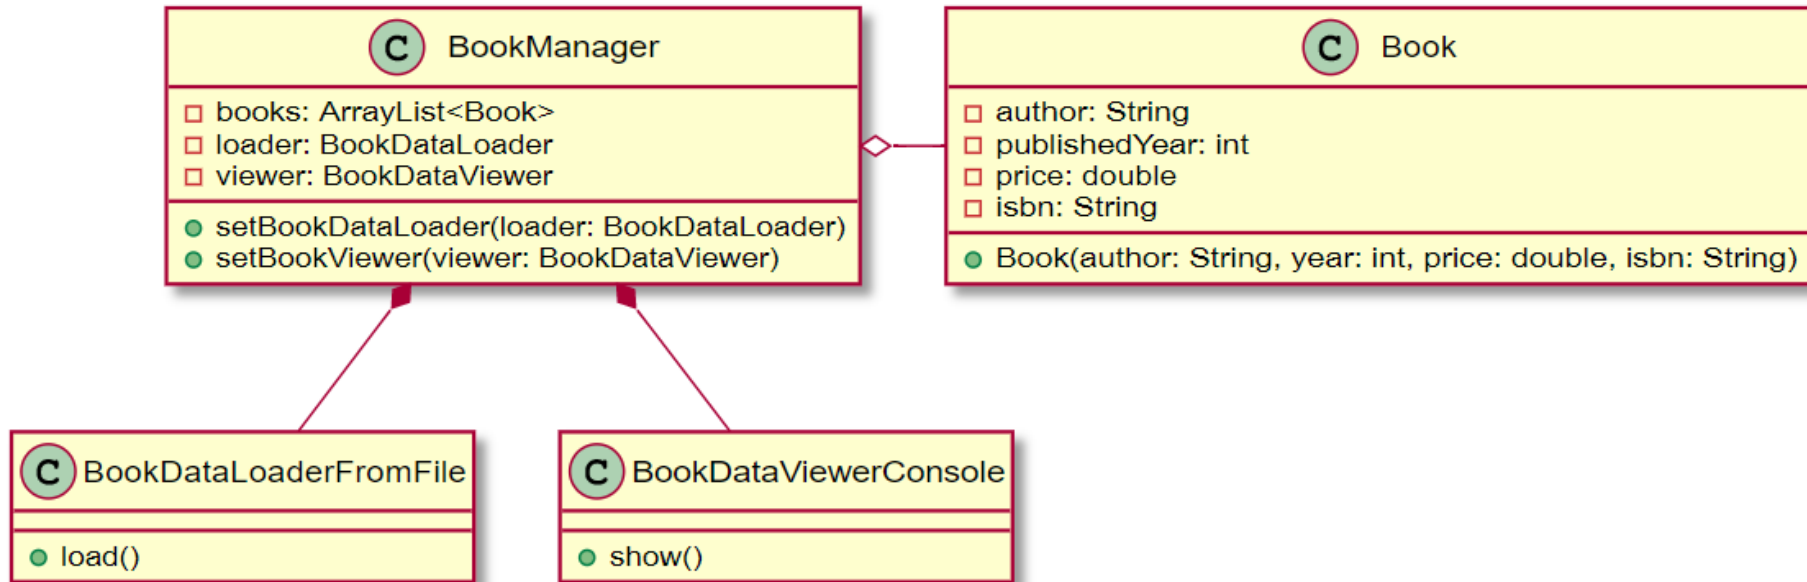 C BookManager
books: ArrayList<Book>
loader: BookDataLoader
viewer: BookDataViewer
setBookDataLoader(loader: BookDataLoader)
setBookViewer(viewer: BookDataViewer)
C Book
author: String
publishedYear: int
price: double
isbn: String
Book(author: String, year: int, price: double, isbn: String)
C BookDataLoaderFromFile
load()
C BookDataViewerConsole
show()